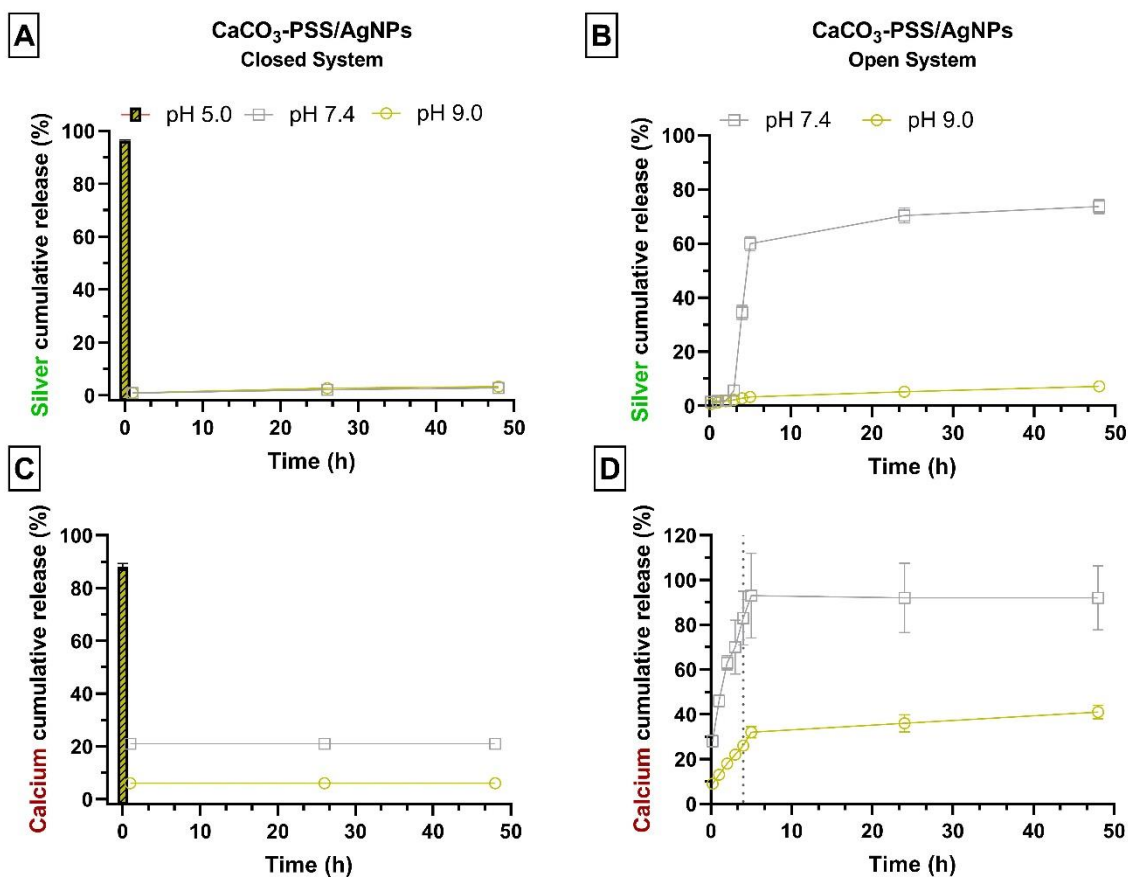 A
CaCO₃-PSS/AgNPs
Closed System
pH 5.0 pH 7.4 pH 9.0
Silver cumulative release (%)
100
80
60
40
20
0
0 10 20 30 40 50
Time (h)
B
CaCO₃-PSS/AgNPs
Open System
pH 7.4 pH 9.0
Silver cumulative release (%)
100
80
60
40
20
0
0 10 20 30 40 50
Time (h)
C
Calcium cumulative release (%)
100
80
60
40
20
0
0 10 20 30 40 50
Time (h)
D
Calcium cumulative release (%)
120
100
80
60
40
20
0
0 10 20 30 40 50
Time (h)